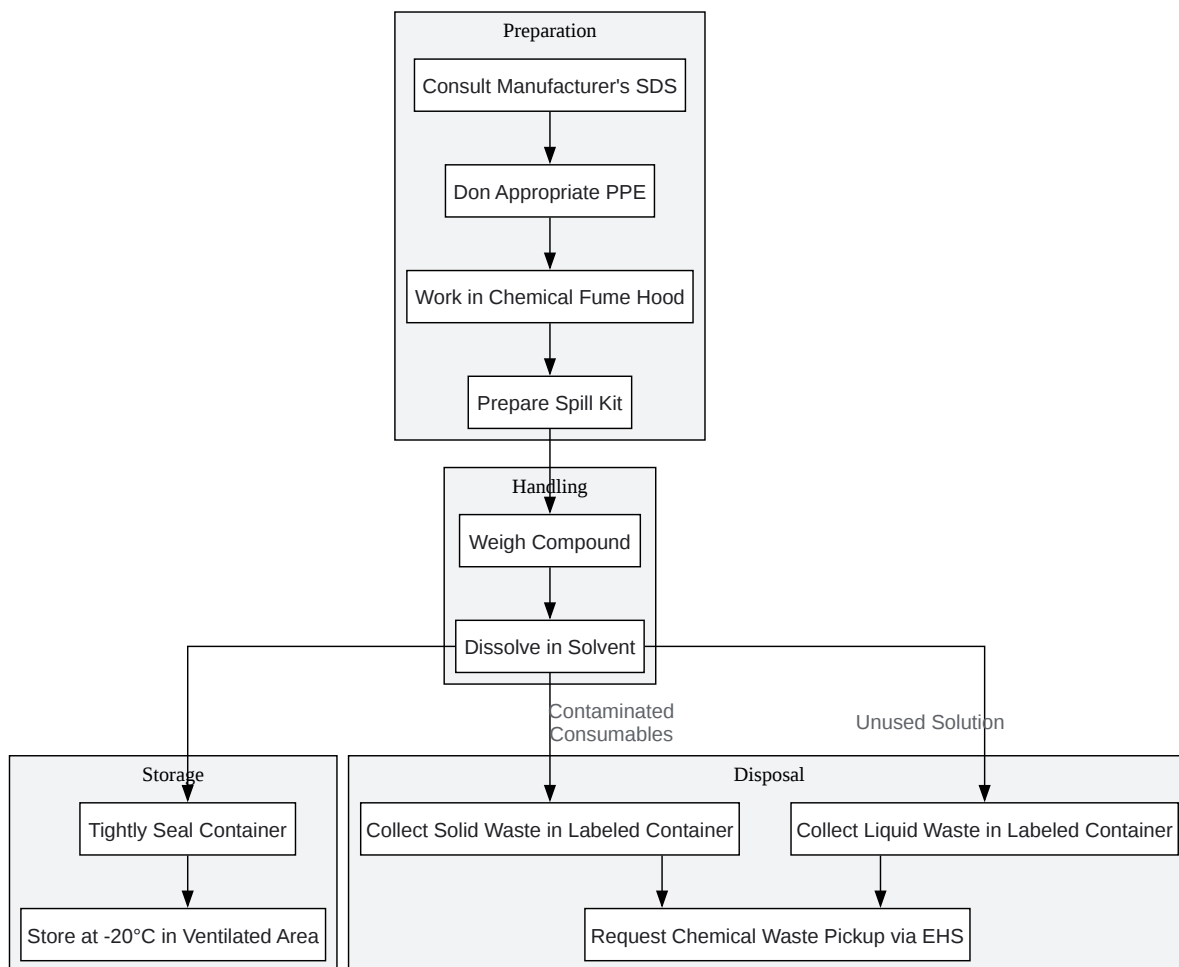 Preparation
Consult Manufacturer's SDS
Don Appropriate PPE
Work in Chemical Fume Hood
Prepare Spill Kit
Handling
Weigh Compound
Dissolve in Solvent
Contaminated
Consumables
Unused Solution
Storage
Tightly Seal Container
Store at -20°C in Ventilated Area
Disposal
Collect Solid Waste in Labeled Container
Collect Liquid Waste in Labeled Container
Request Chemical Waste Pickup via EHS